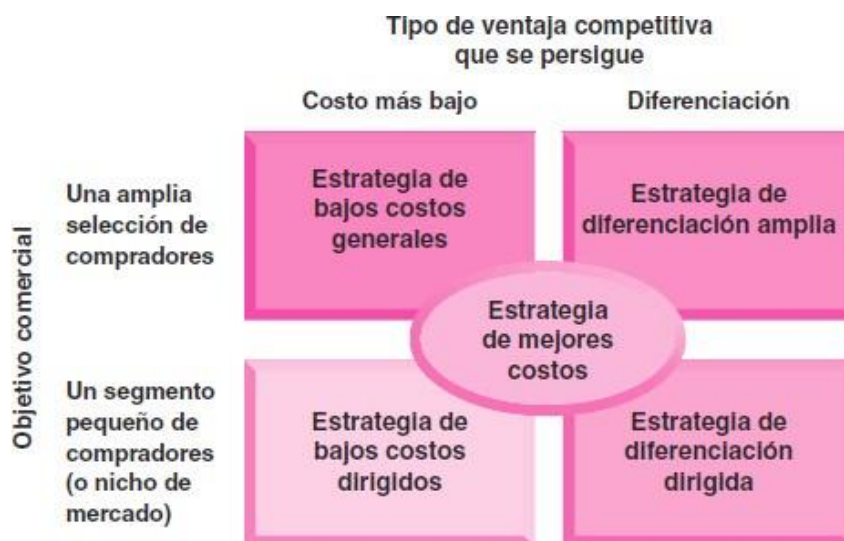 Tipo de ventaja competitiva
que se persigue
Costo más bajo
Diferenciación
Objetivo comercial
Una amplia
selección de
compradores
Estrategia de
bajos costos
generales
Estrategia de
diferenciación amplia
Estrategia
de mejores
costos
Un segmento
pequeño de
compradores
(o nicho de
mercado)
Estrategia de
bajos costos
dirigidos
Estrategia de
diferenciación
dirigida